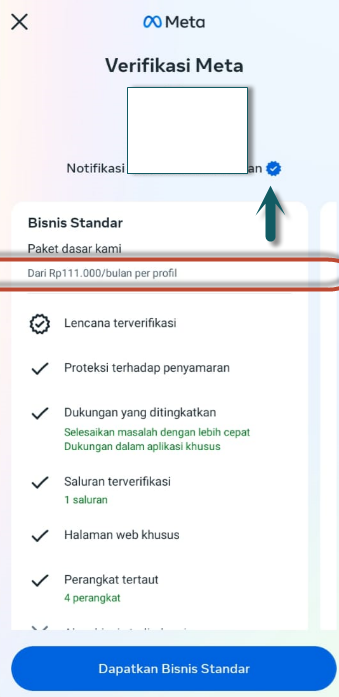 Meta
Verifikasi Meta
Notifikasi an
Bisnis Standar
Paket dasar kami
Dari Rp111.000/bulan per profil
Lencana terverifikasi
Proteksi terhadap penyamaran
Dukungan yang ditingkatkan
Selesaikan masalah dengan lebih cepat
Dukungan dalam aplikasi khusus
Saluran terverifikasi
1 saluran
Halaman web khusus
Perangkat tertaut
4 perangkat
Dapatkan Bisnis Standar